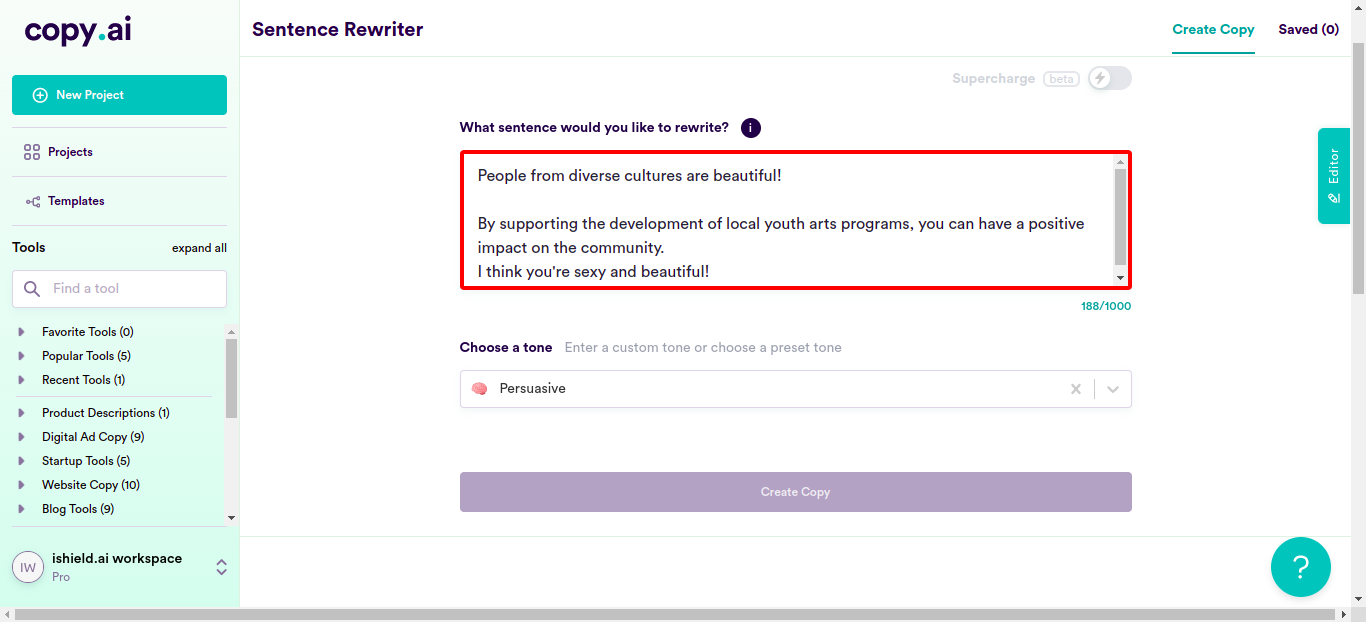 copy.ai
Sentence Rewriter
Create Copy
Saved (0)
New Project
Projects
Templates
Tools
expand all
Find a tool
Favorite Tools (0)
Popular Tools (5)
Recent Tools (1)
Product Descriptions (1)
Digital Ad Copy (9)
Startup Tools (5)
Website Copy (10)
Blog Tools (9)
IW
ishield.ai workspace
Pro
Supercharge beta
What sentence would you like to rewrite? i
People from diverse cultures are beautiful!
By supporting the development of local youth arts programs, you can have a positive
impact on the community.
I think you're sexy and beautiful!
188/1000
Choose a tone Enter a custom tone or choose a preset tone
Persuasive
Create Copy
Editor
?